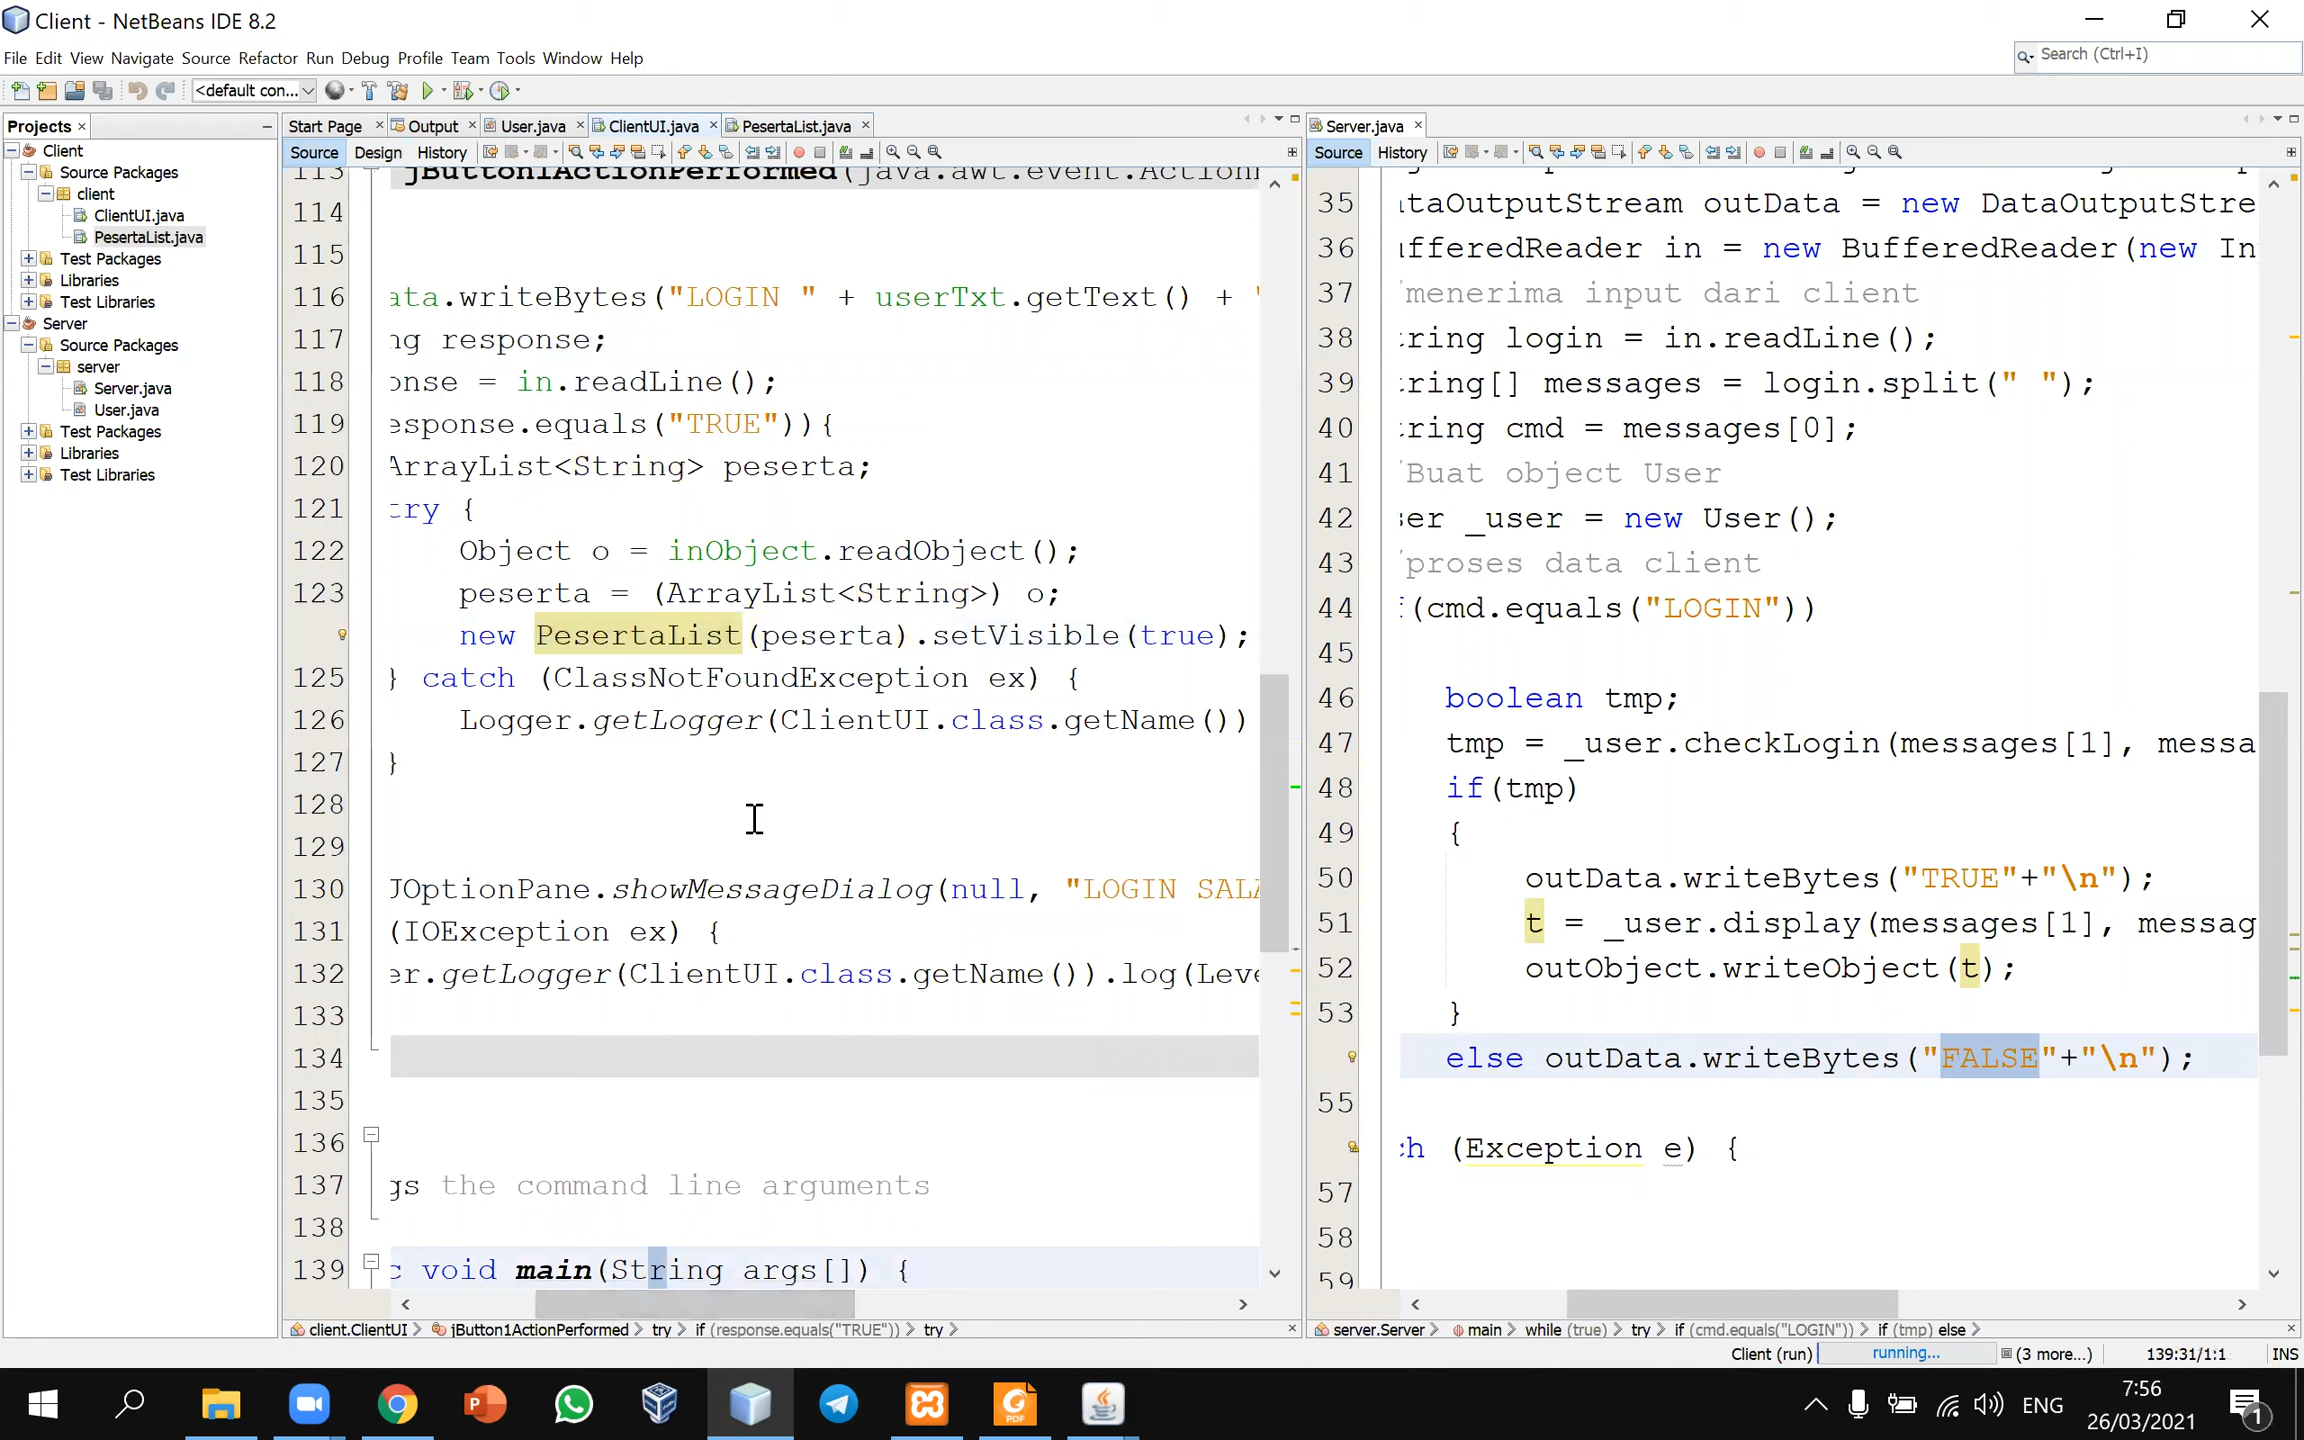 Client - NetBeans IDE 8.2
File Edit View Navigate Source Refactor Run Debug Profile Team Tools Window Help
Search (Ctrl+I)
<default con...
Projects
Client
Source Packages
client
ClientUI.java
PesertaList.java
Test Packages
Libraries
Test Libraries
Server
Source Packages
server
Server.java
User.java
Test Packages
Libraries
Test Libraries
Start Page Output User.java ClientUI.java PesertaList.java
Source Design History
113 jButton1ActionPerformed(java.awt.event.Action
114
115
116 ata.writeBytes("LOGIN " + userTxt.getText() + "
117 ng response;
118 onse = in.readLine();
119 esponse.equals("TRUE")){
120 ArrayList<String> peserta;
121 try {
122 Object o = inObject.readObject();
123 peserta = (ArrayList<String>) o;
new PesertaList(peserta).setVisible(true);
125 } catch (ClassNotFoundException ex) {
126 Logger.getLogger(ClientUI.class.getName())
127 }
128
129
130 JOptionPane.showMessageDialog(null, "LOGIN SALA
131 (IOException ex) {
132 er.getLogger(ClientUI.class.getName()).log(Leve
133
134
135
136
137 gs the command line arguments
138
139 c void main(String args[]) {
client.ClientUI jButton1ActionPerformed try if (response.equals("TRUE")) try
Server.java
Source History
35 ataOutputStream outData = new DataOutputStre
36 ufferedReader in = new BufferedReader(new In
37 /menerima input dari client
38 tring login = in.readLine();
39 tring[] messages = login.split(" ");
40 tring cmd = messages[0];
41 /Buat object User
42 ser _user = new User();
43 /proses data client
44 f(cmd.equals("LOGIN"))
45
46 boolean tmp;
47 tmp = _user.checkLogin(messages[1], messa
48 if(tmp)
49 {
50 outData.writeBytes("TRUE"+"\n");
51 t = _user.display(messages[1], messag
52 outObject.writeObject(t);
53 }
else outData.writeBytes("FALSE"+"\n");
55
ch (Exception e) {
57
58
59
server.Server main while (true) try if (cmd.equals("LOGIN")) if (tmp) else
Client (run) running... (3 more...) 139:31/1:1 INS
PDF
ENG
7:56
26/03/2021
1